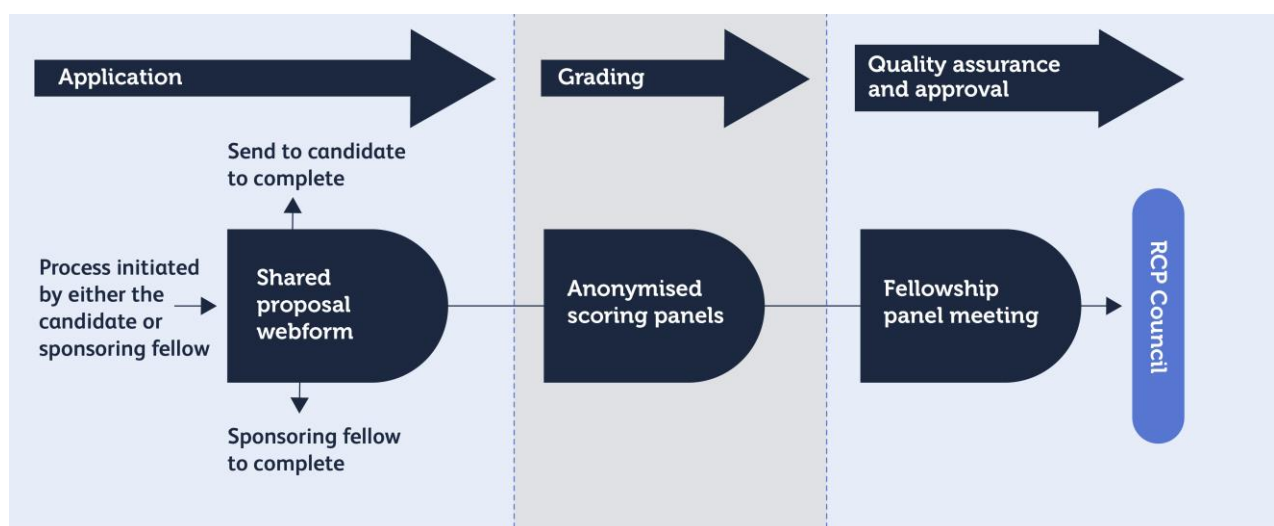 Application
Grading
Quality assurance
and approval
Send to candidate
to complete
Process initiated
by either the
candidate or
sponsoring fellow
Shared
proposal
webform
Sponsoring fellow
to complete
Anonymised
scoring panels
Fellowship
panel meeting
RCP Council